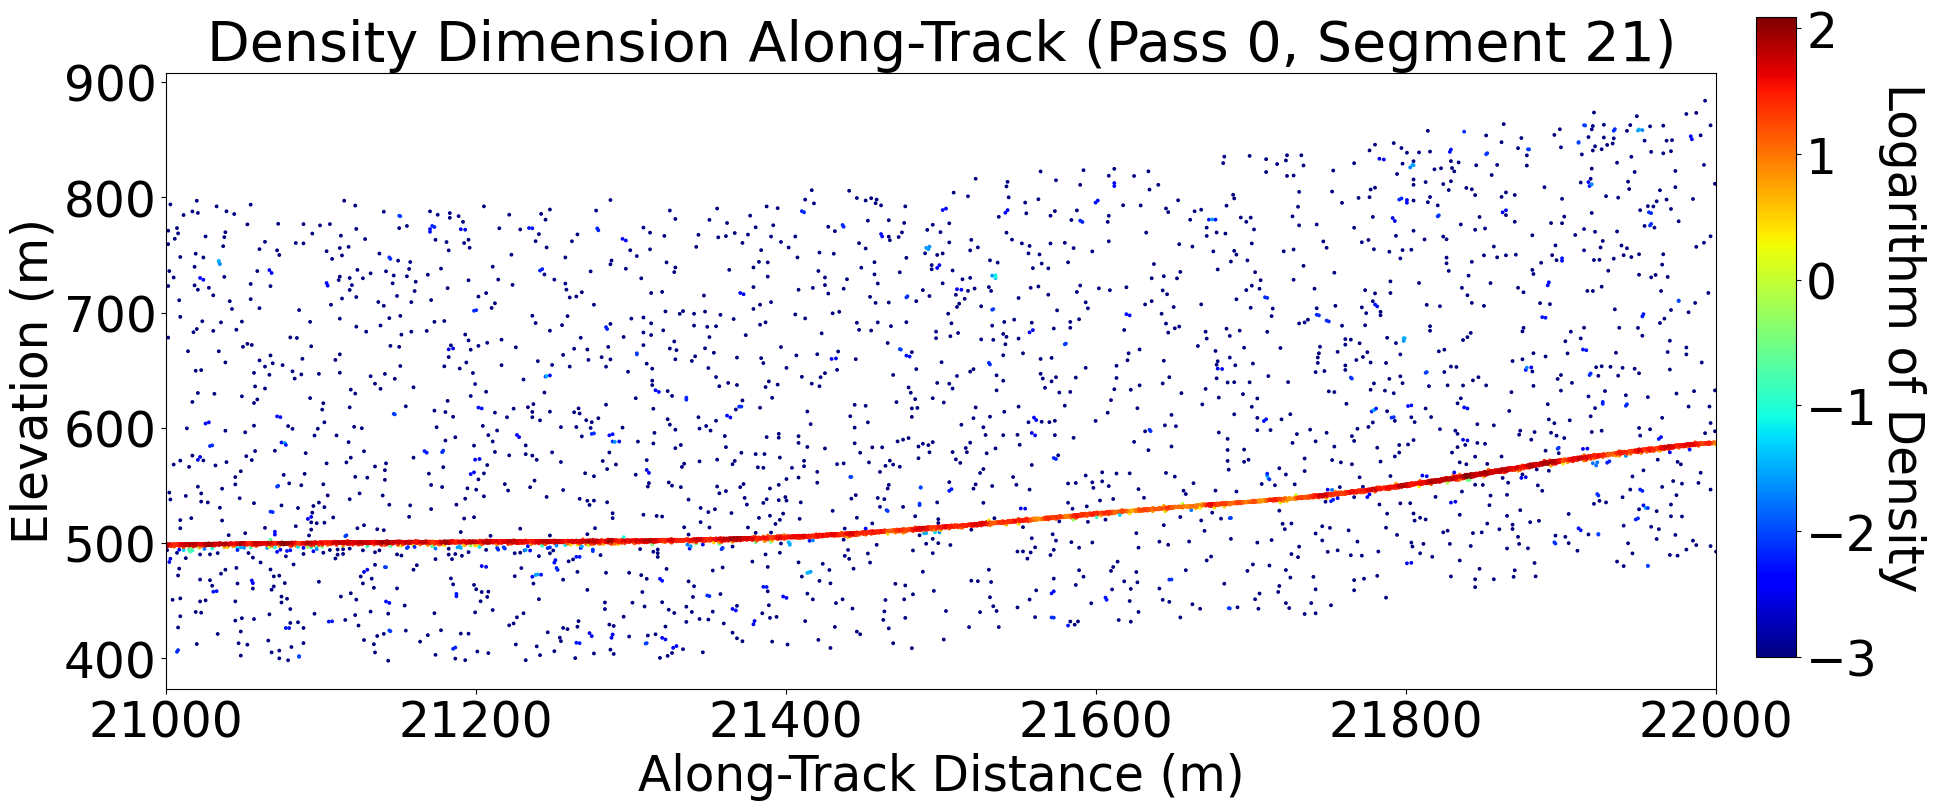 Density Dimension Along-Track (Pass 0, Segment 21)
900
800
700
600
500
400
Elevation (m)
21000 21200 21400 21600 21800 22000
Along-Track Distance (m)
2
1
0
−1
−2
−3
Logarithm of Density